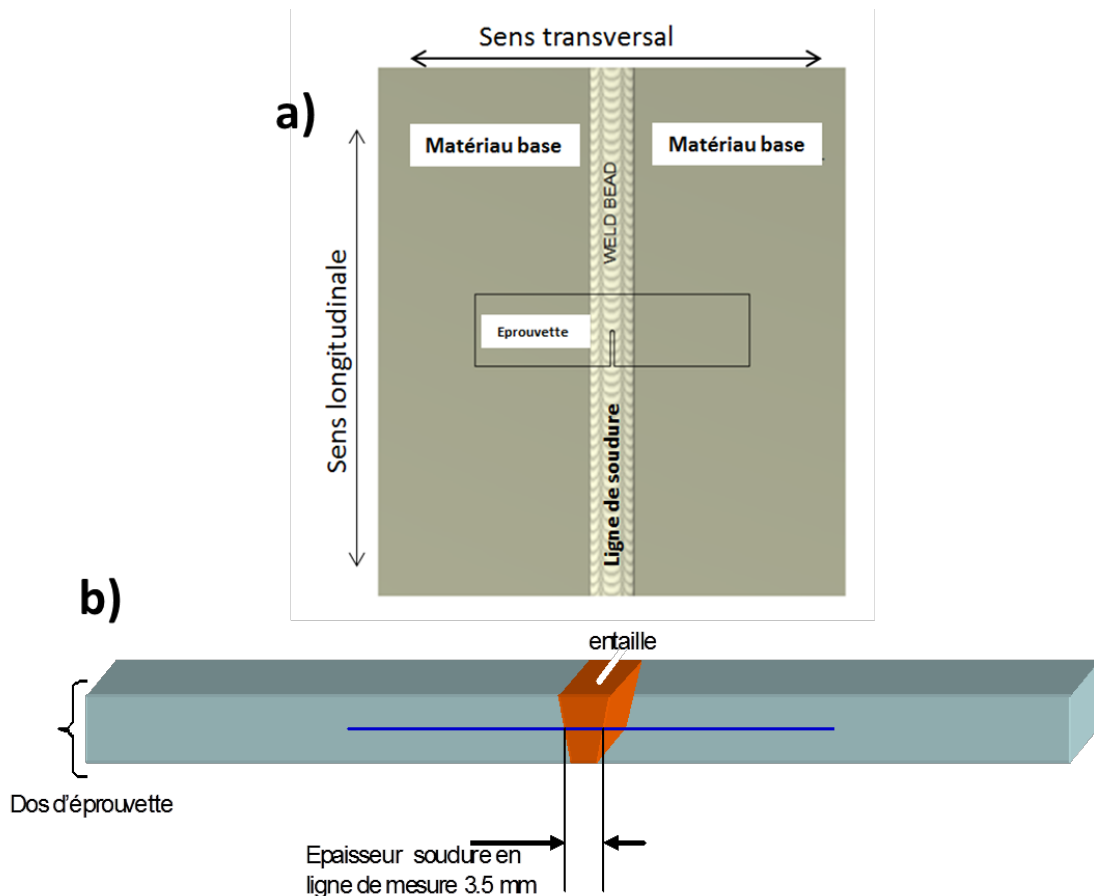 Sens transversal
a)
Matériau base
Matériau base
WELD BEAD
Sens longitudinale
Eprouvette
Ligne de soudure
b)
entaille
Dos d'éprouvette
Epaisseur soudure en
ligne de mesure 3.5 mm